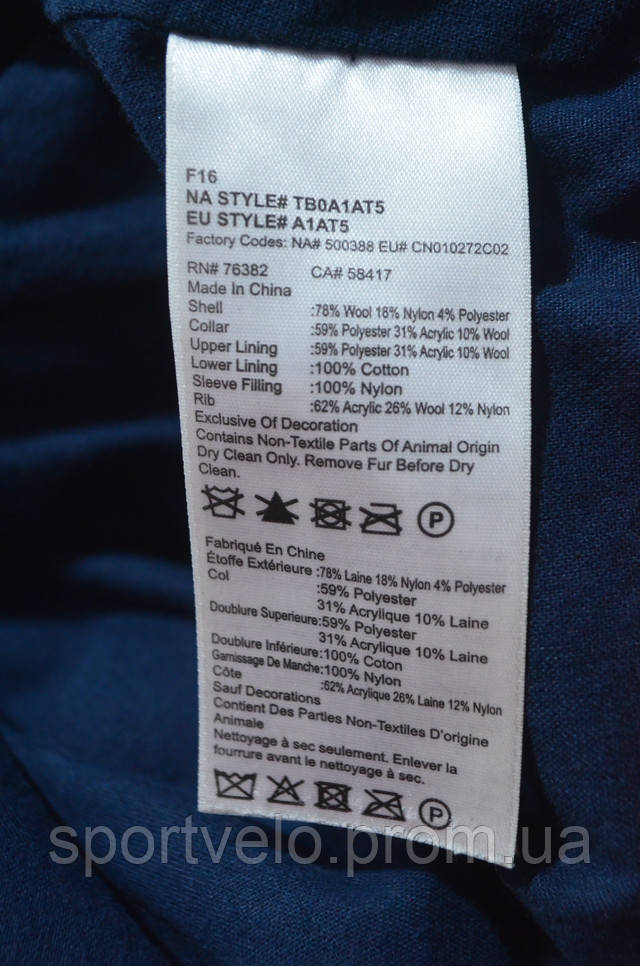 F16
NA STYLE# TB0A1AT5
EU STYLE# A1AT5
Factory Codes: NA# 500388 EU# CN010272C02
RN# 76382 CA# 58417
Made In China
Shell :78% Wool 18% Nylon 4% Polyester
Collar :59% Polyester 31% Acrylic 10% Wool
Upper Lining :59% Polyester 31% Acrylic 10% Wool
Lower Lining :100% Cotton
Sleeve Filling :100% Nylon
Rib :62% Acrylic 26% Wool 12% Nylon
Exclusive Of Decoration
Contains Non-Textile Parts Of Animal Origin
Dry Clean Only. Remove Fur Before Dry
Clean.
P
Fabriqué En Chine
Étoffe Extérieure :78% Laine 18% Nylon 4% Polyester
Col :59% Polyester
31% Acrylique 10% Laine
Doublure Superieure:59% Polyester
31% Acrylique 10% Laine
Doublure Inférieure:100% Coton
Garnissage De Manche:100% Nylon
Côte :62% Acrylique 26% Laine 12% Nylon
Sauf Decorations
Contient Des Parties Non-Textiles D'origine
Animale
Nettoyage à sec seulement. Enlever la
fourrure avant le nettoyage à sec.
P
sportvelo.prom.ua